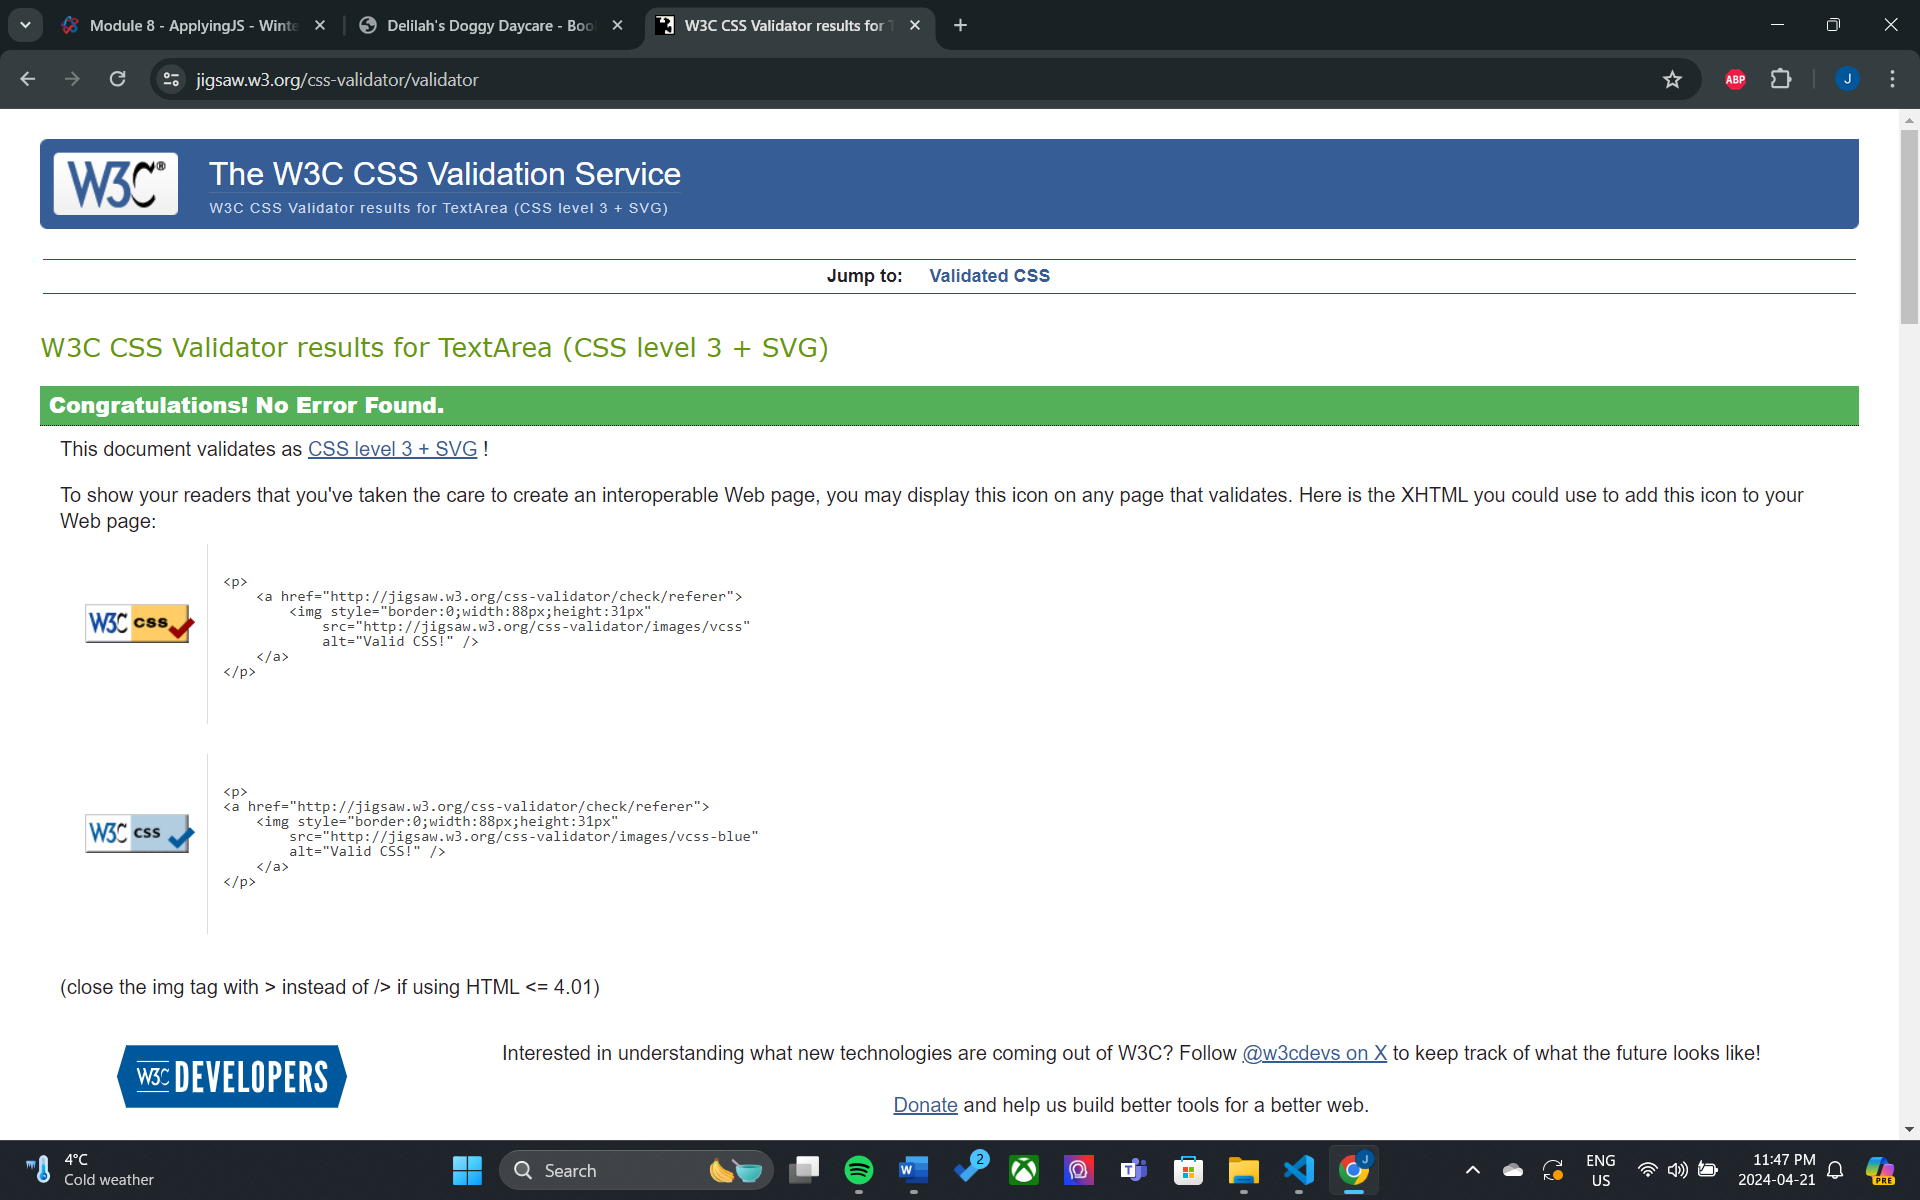 Module 8 - ApplyingJS - Winte
Delilah's Doggy Daycare - Boo
W3C CSS Validator results for T
jigsaw.w3.org/css-validator/validator
ABP
J
W3C®
The W3C CSS Validation Service
W3C CSS Validator results for TextArea (CSS level 3 + SVG)
Jump to: Validated CSS
W3C CSS Validator results for TextArea (CSS level 3 + SVG)
Congratulations! No Error Found.
This document validates as CSS level 3 + SVG !
To show your readers that you've taken the care to create an interoperable Web page, you may display this icon on any page that validates. Here is the XHTML you could use to add this icon to your
Web page:
W3C css
<p>
<a href="http://jigsaw.w3.org/css-validator/check/referer">
<img style="border:0;width:88px;height:31px"
src="http://jigsaw.w3.org/css-validator/images/vcss"
alt="Valid CSS!" />
</a>
</p>
W3C css
<p>
<a href="http://jigsaw.w3.org/css-validator/check/referer">
<img style="border:0;width:88px;height:31px"
src="http://jigsaw.w3.org/css-validator/images/vcss-blue"
alt="Valid CSS!" />
</a>
</p>
(close the img tag with > instead of /> if using HTML <= 4.01)
W3C DEVELOPERS
Interested in understanding what new technologies are coming out of W3C? Follow @w3cdevs on X to keep track of what the future looks like!
Donate and help us build better tools for a better web.
4°C
Cold weather
Search
2
J
ENG
US
11:47 PM
2024-04-21
PRE